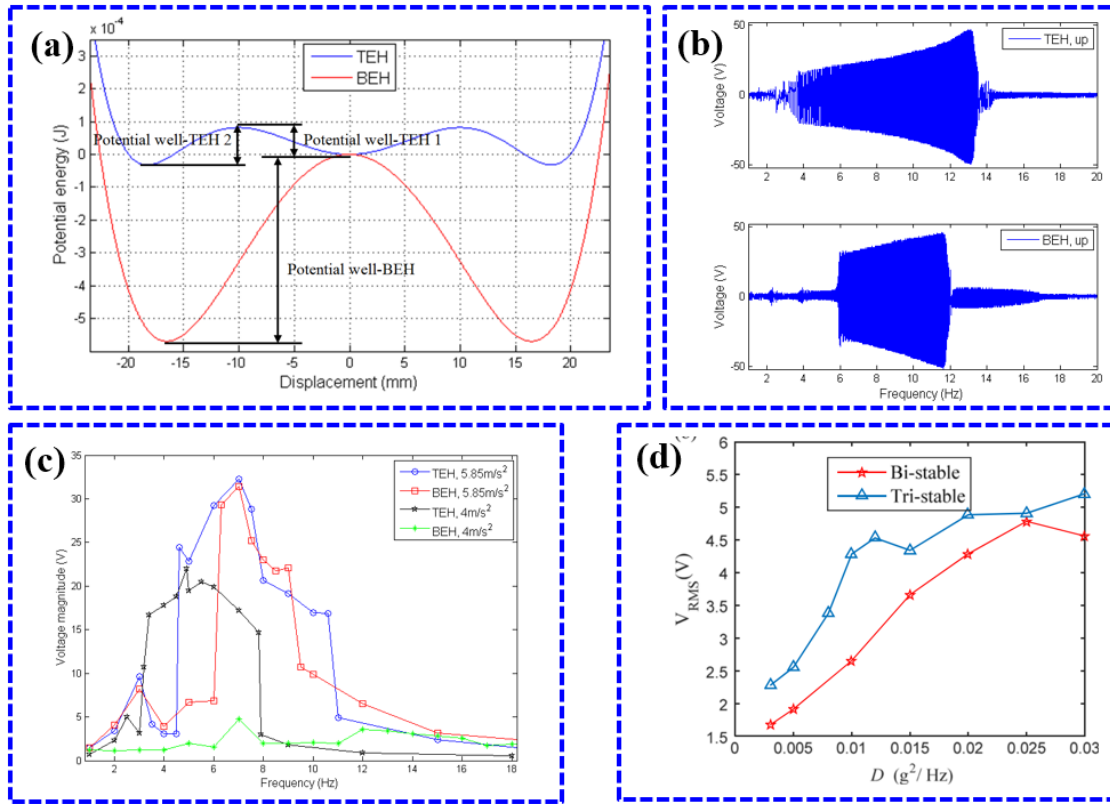 (a)
× 10⁻⁴
TEH
BEH
3
2
1
0
-1
-2
-3
-4
-5
Potential energy (J)
Potential well-TEH 2
Potential well-TEH 1
Potential well-BEH
-20 -15 -10 -5 0 5 10 15 20
Displacement (mm)
(b)
TEH, up
50
0
-50
Voltage (V)
2 4 6 8 10 12 14 16 18 20
BEH, up
50
0
-50
Voltage (V)
2 4 6 8 10 12 14 16 18 20
Frequency (Hz)
(c)
TEH, 5.85m/s²
BEH, 5.85m/s²
TEH, 4m/s²
BEH, 4m/s²
35
30
25
20
15
10
5
0
Voltage magnitude (V)
2 4 6 8 10 12 14 16 18
Frequency (Hz)
(d)
Bi-stable
Tri-stable
6
5.5
5
4.5
4
3.5
3
2.5
2
1.5
V_RMS(V)
0 0.005 0.01 0.015 0.02 0.025 0.03
D (g²/ Hz)